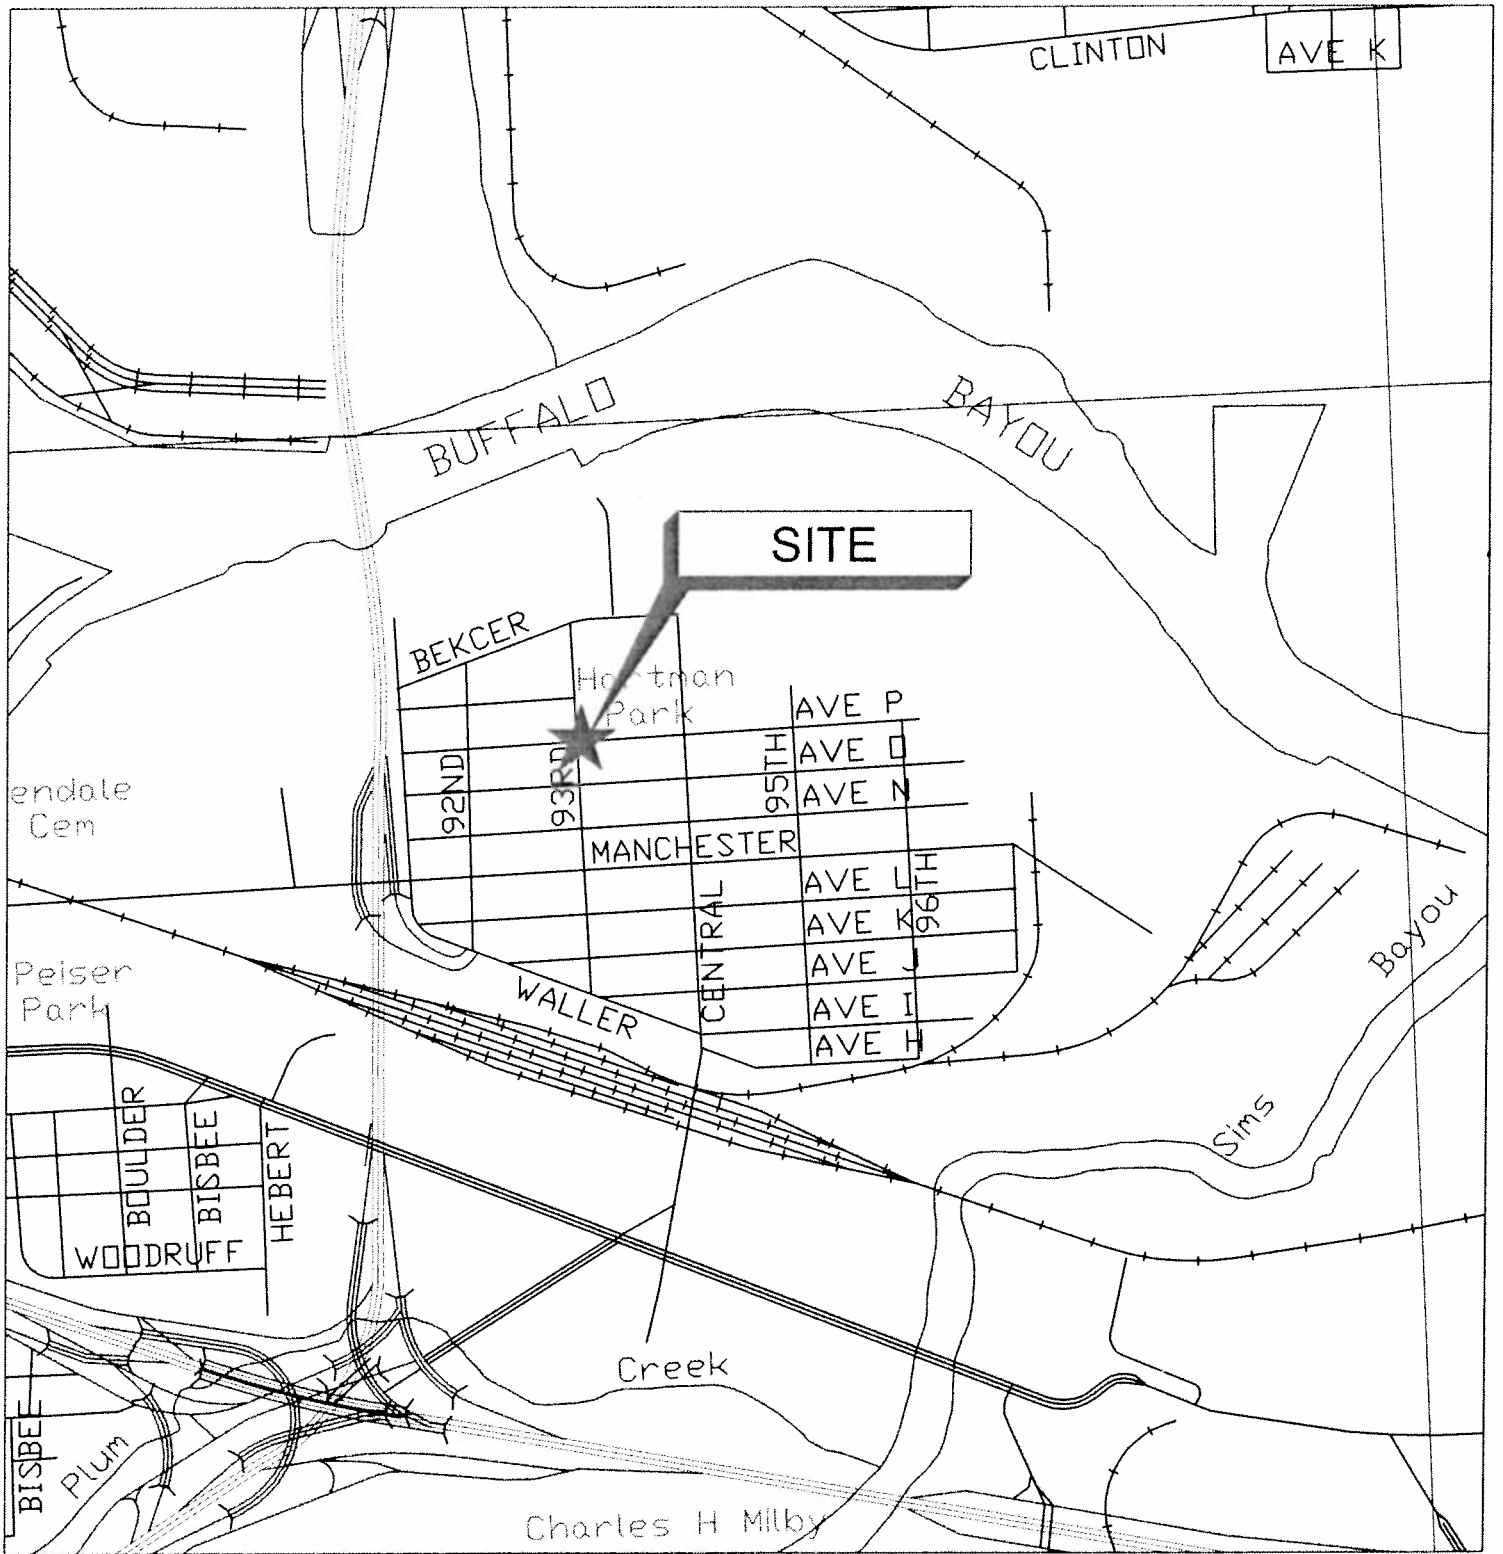 CLINTON
AVE K
BUFFALO
BAYOU
SITE
BEKCER
Hartman
Park
AVE P
AVE O
AVE N
92ND
93RD
95TH
MANCHESTER
endale
Cem
AVE L
AVE K
AVE J
AVE I
AVE H
96TH
CENTRAL
WALLER
Peiser
Park
Bayou
Sims
BOULDER
BISBEE
HEBERT
WOODRUFF
Creek
BISBEE
Plum
Charles H Milby